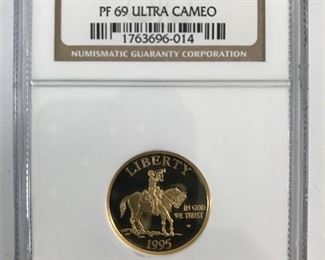 PF 69 ULTRA CAMEO
1763696-014
NUMISMATIC GUARANTY CORPORATION
LIBERTY
IN GOD
WE TRUST
W
1995